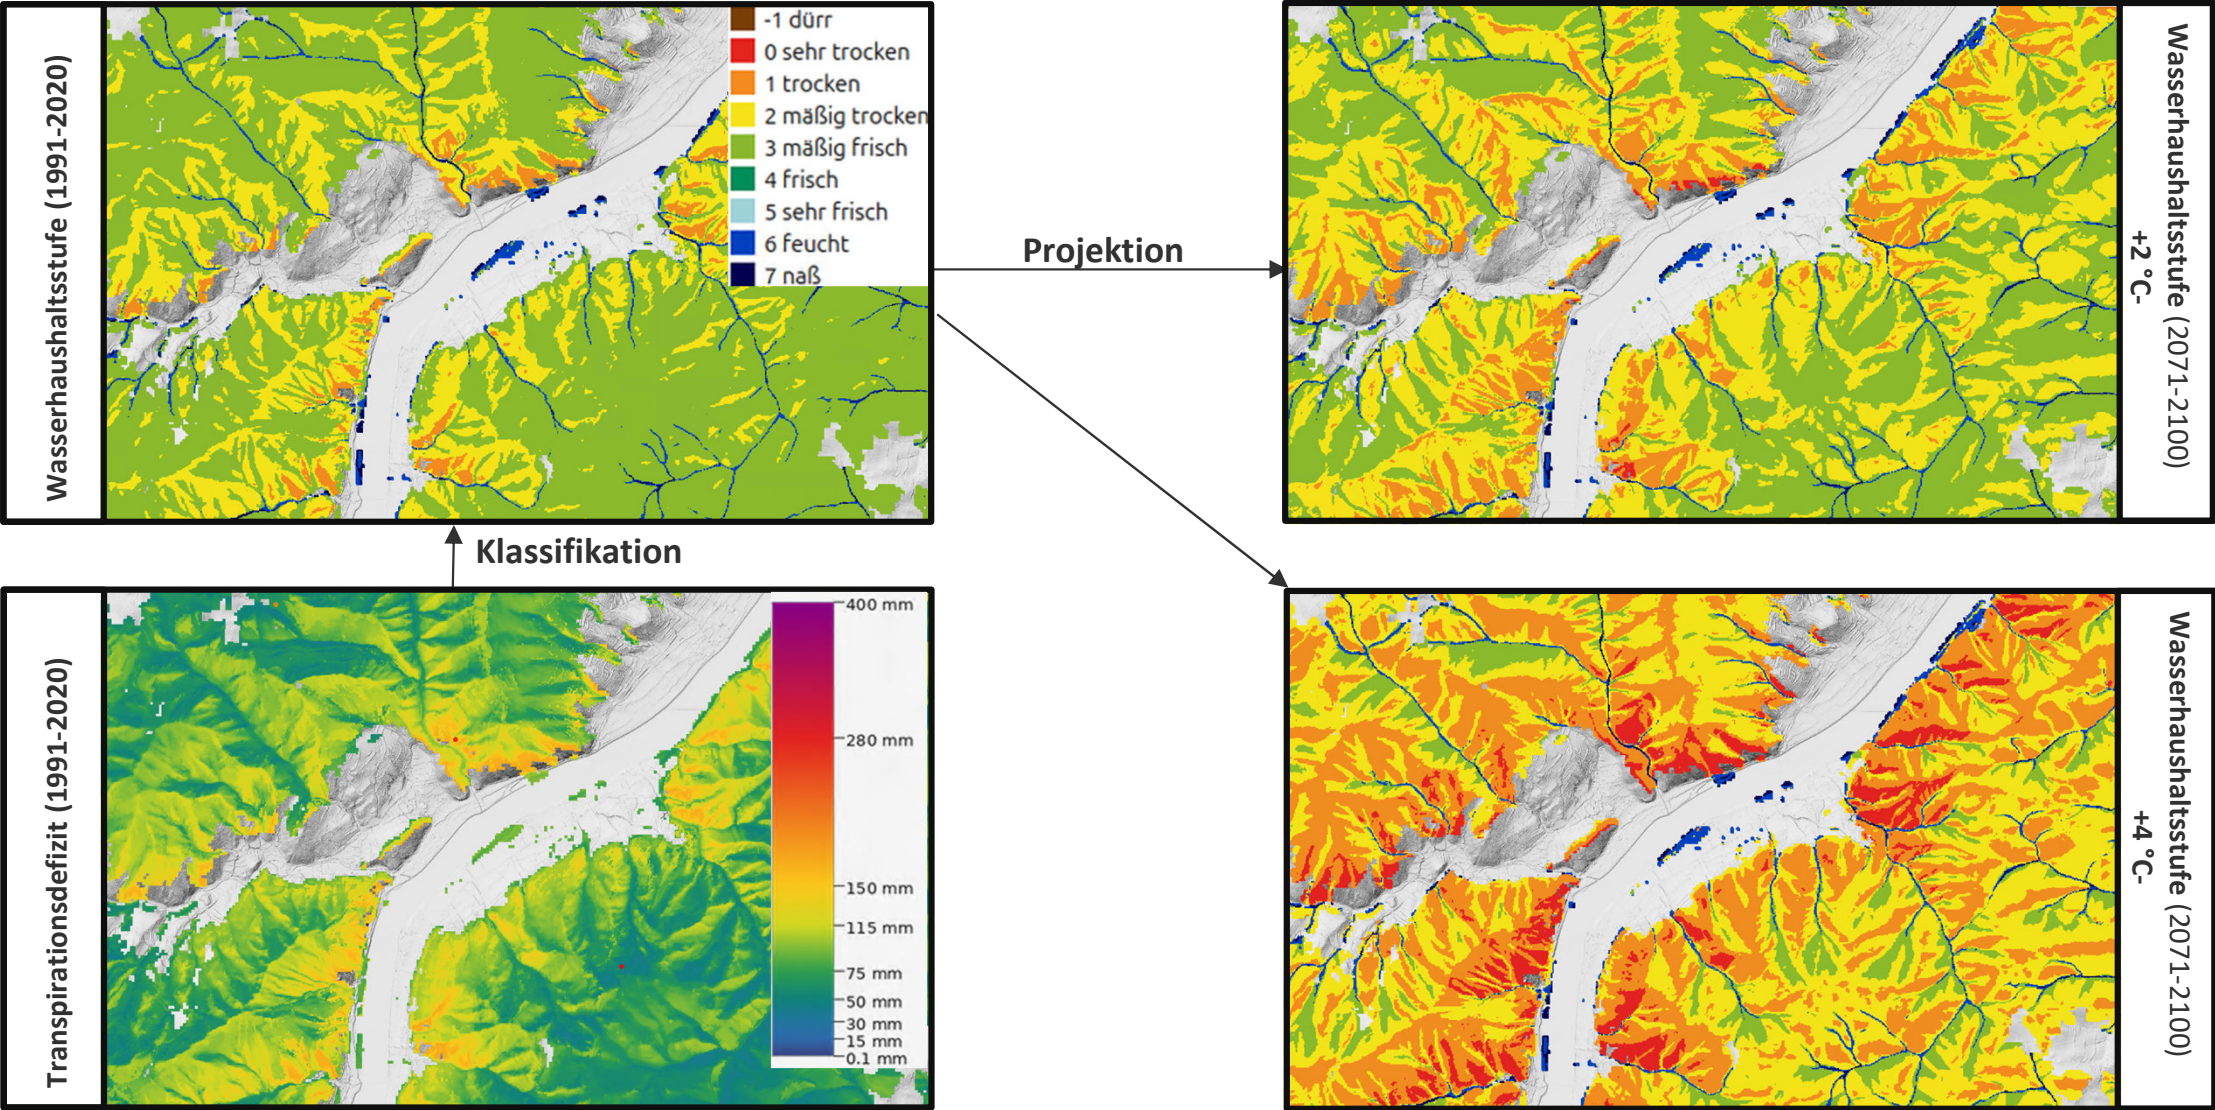 Wasserhaushaltsstufe (1991-2020)
-1 dürr
0 sehr trocken
1 trocken
2 mäßig trocken
3 mäßig frisch
4 frisch
5 sehr frisch
6 feucht
7 naß
Projektion
Wasserhaushaltsstufe (2071-2100)
+2 °C-
Klassifikation
Transpirationsdefizit (1991-2020)
400 mm
280 mm
150 mm
115 mm
75 mm
50 mm
30 mm
15 mm
0.1 mm
Wasserhaushaltsstufe (2071-2100)
+4 °C-